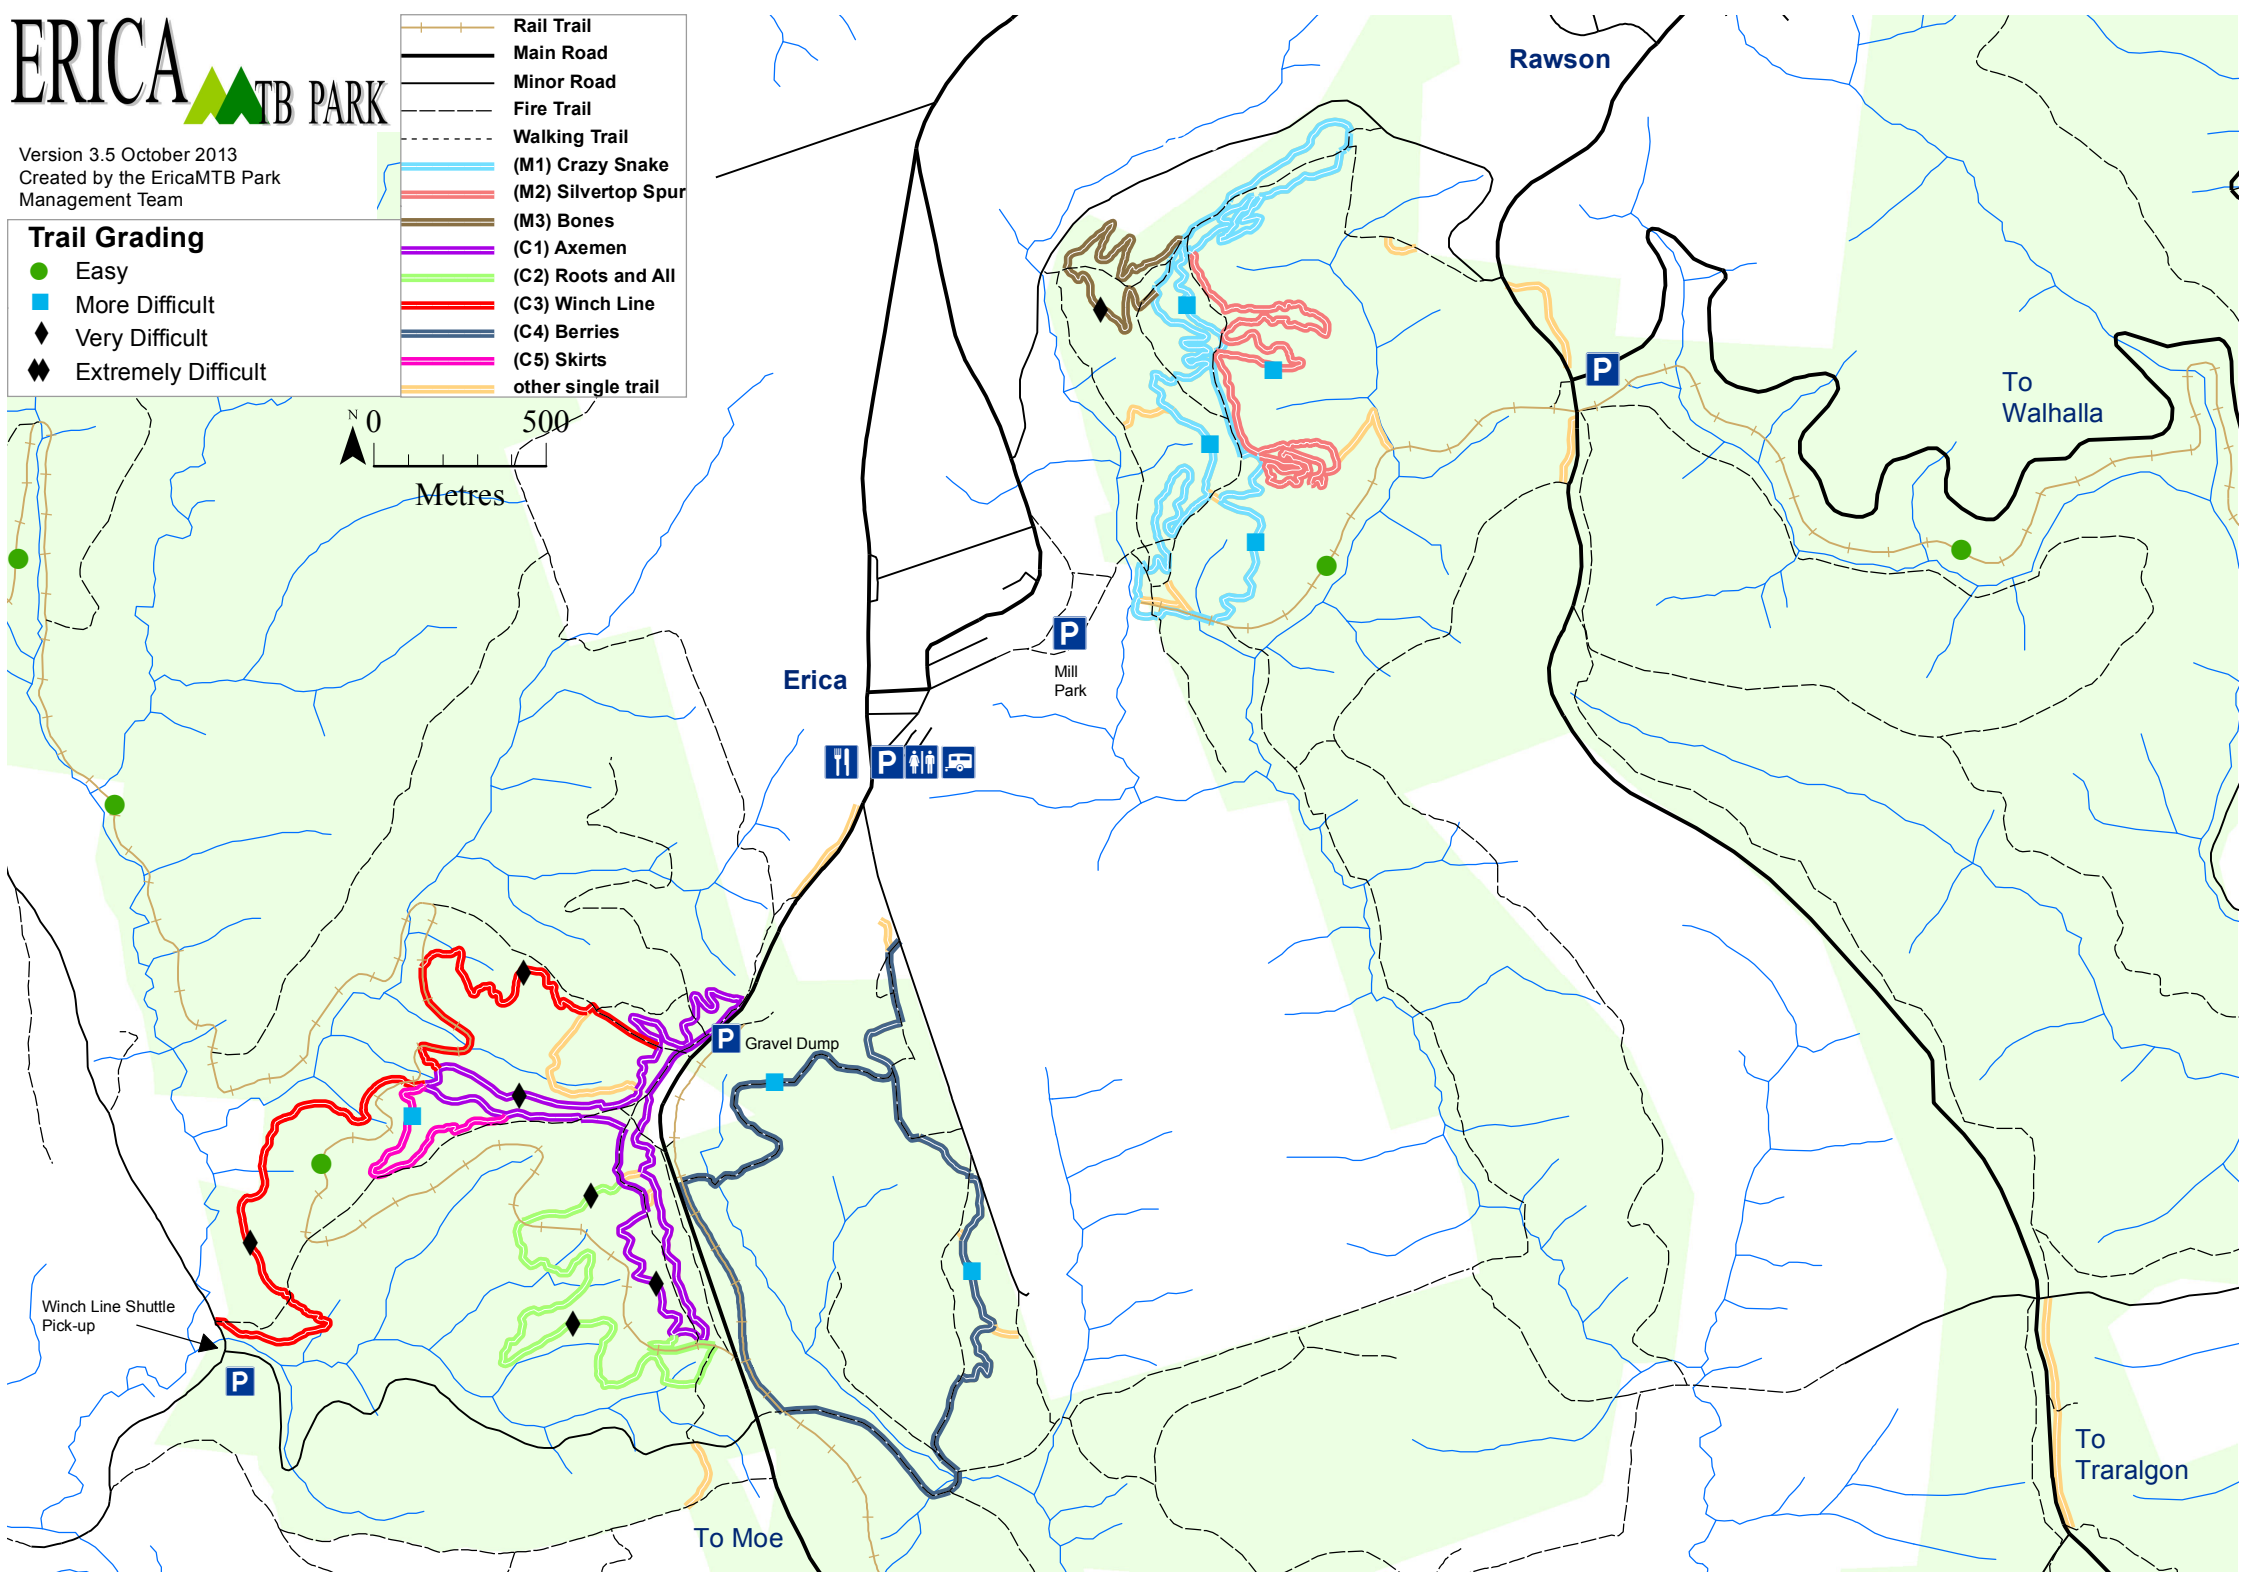 ERICA
MTB PARK
Version 3.5 October 2013
Created by the EricaMTB Park
Management Team
Trail Grading
Easy
More Difficult
Very Difficult
Extremely Difficult
Rail Trail
Main Road
Minor Road
Fire Trail
Walking Trail
(M1) Crazy Snake
(M2) Silvertop Spur
(M3) Bones
(C1) Axemen
(C2) Roots and All
(C3) Winch Line
(C4) Berries
(C5) Skirts
other single trail
N
0 500
Metres
Rawson
P
To
Walhalla
P
Mill
Park
Erica
P
P
Gravel Dump
Winch Line Shuttle
Pick-up
P
To Moe
To
Traralgon